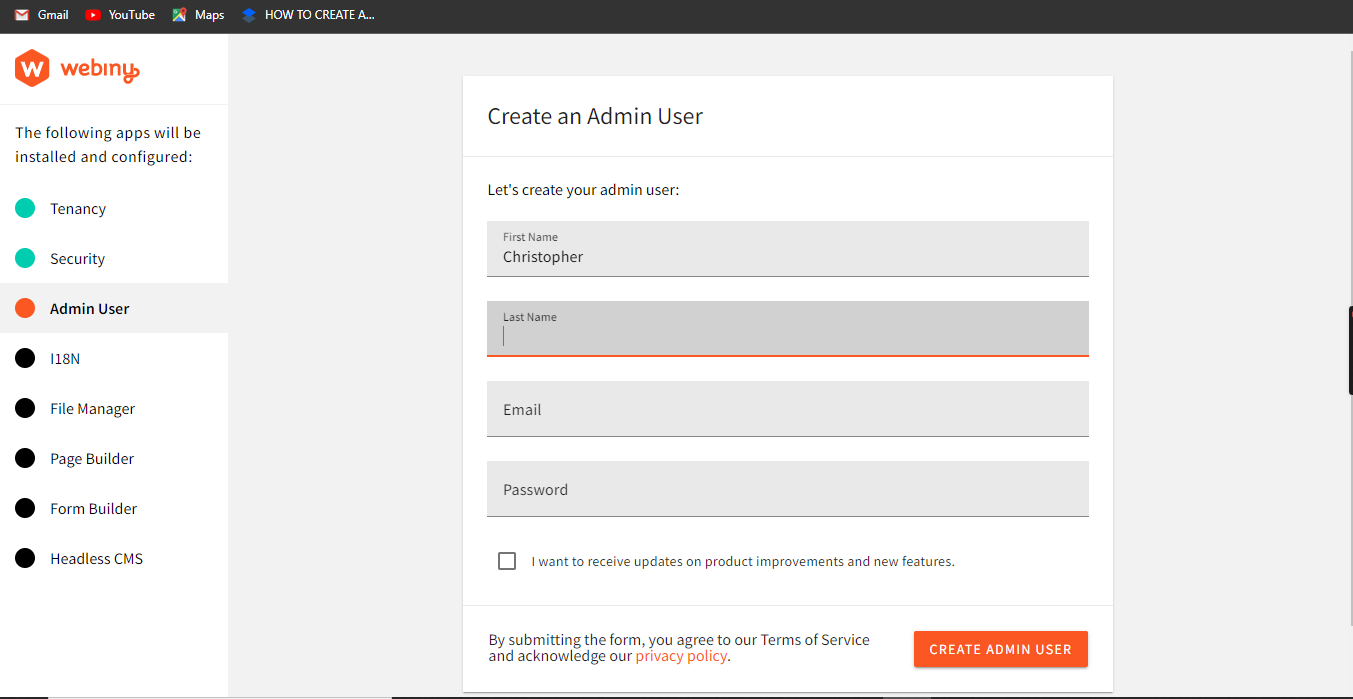 Gmail YouTube Maps HOW TO CREATE A...
webiny
The following apps will be
installed and configured:
Tenancy
Security
Admin User
I18N
File Manager
Page Builder
Form Builder
Headless CMS
Create an Admin User
Let's create your admin user:
First Name
Christopher
Last Name
Email
Password
I want to receive updates on product improvements and new features.
By submitting the form, you agree to our Terms of Service
and acknowledge our privacy policy.
CREATE ADMIN USER